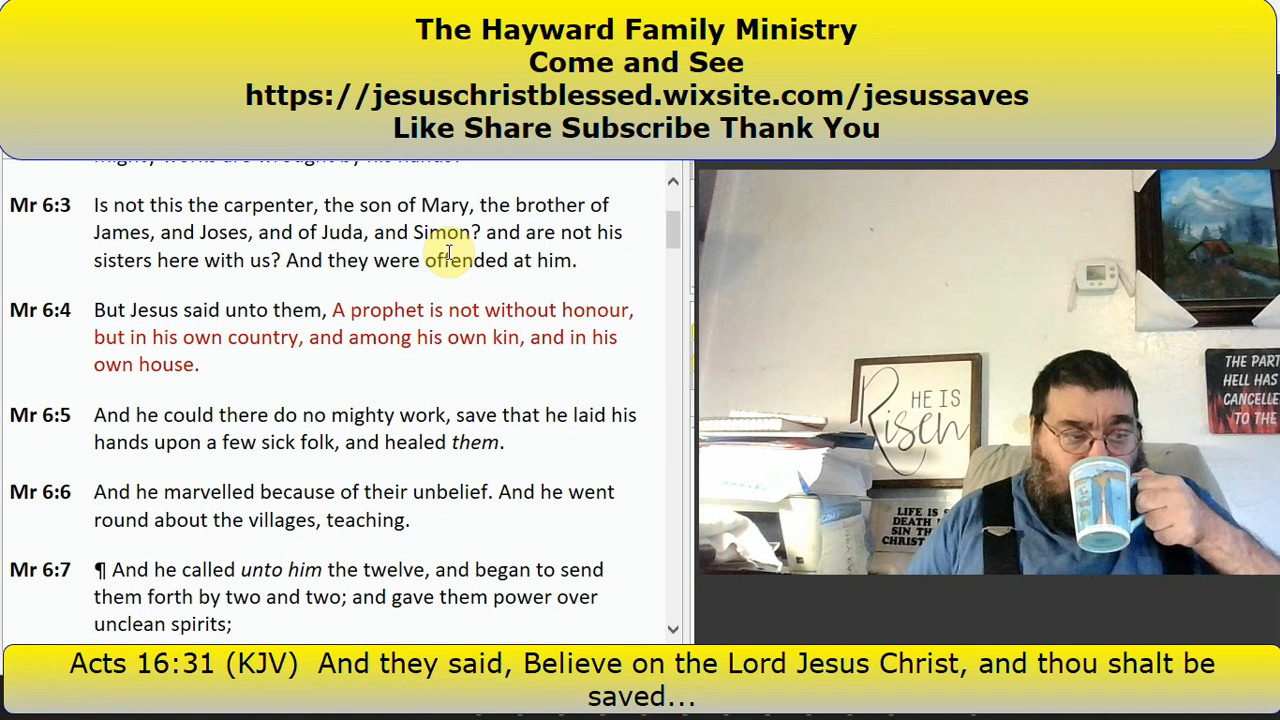 The Hayward Family Ministry
Come and See
https://jesuschristblessed.wixsite.com/jesussaves
Like Share Subscribe Thank You
Mr 6:3 Is not this the carpenter, the son of Mary, the brother of
James, and Joses, and of Juda, and Simon? and are not his
sisters here with us? And they were offended at him.
Mr 6:4 But Jesus said unto them, A prophet is not without honour,
but in his own country, and among his own kin, and in his
own house.
Mr 6:5 And he could there do no mighty work, save that he laid his
hands upon a few sick folk, and healed them.
Mr 6:6 And he marvelled because of their unbelief. And he went
round about the villages, teaching.
Mr 6:7 ¶ And he called unto him the twelve, and began to send
them forth by two and two; and gave them power over
unclean spirits;
HE IS
Risen
THE PART
HELL HAS
CANCELLE
TO THE
LIFE IS
DEATH
SIN TH
CHRIST
Acts 16:31 (KJV) And they said, Believe on the Lord Jesus Christ, and thou shalt be
saved...